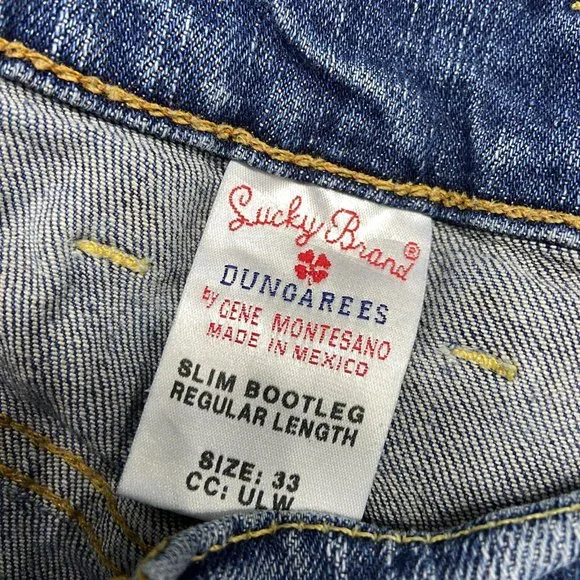 Lucky Brand®
DUNGAREES
by GENE MONTESANO
MADE IN MEXICO
SLIM BOOTLEG
REGULAR LENGTH
SIZE: 33
CC: ULW